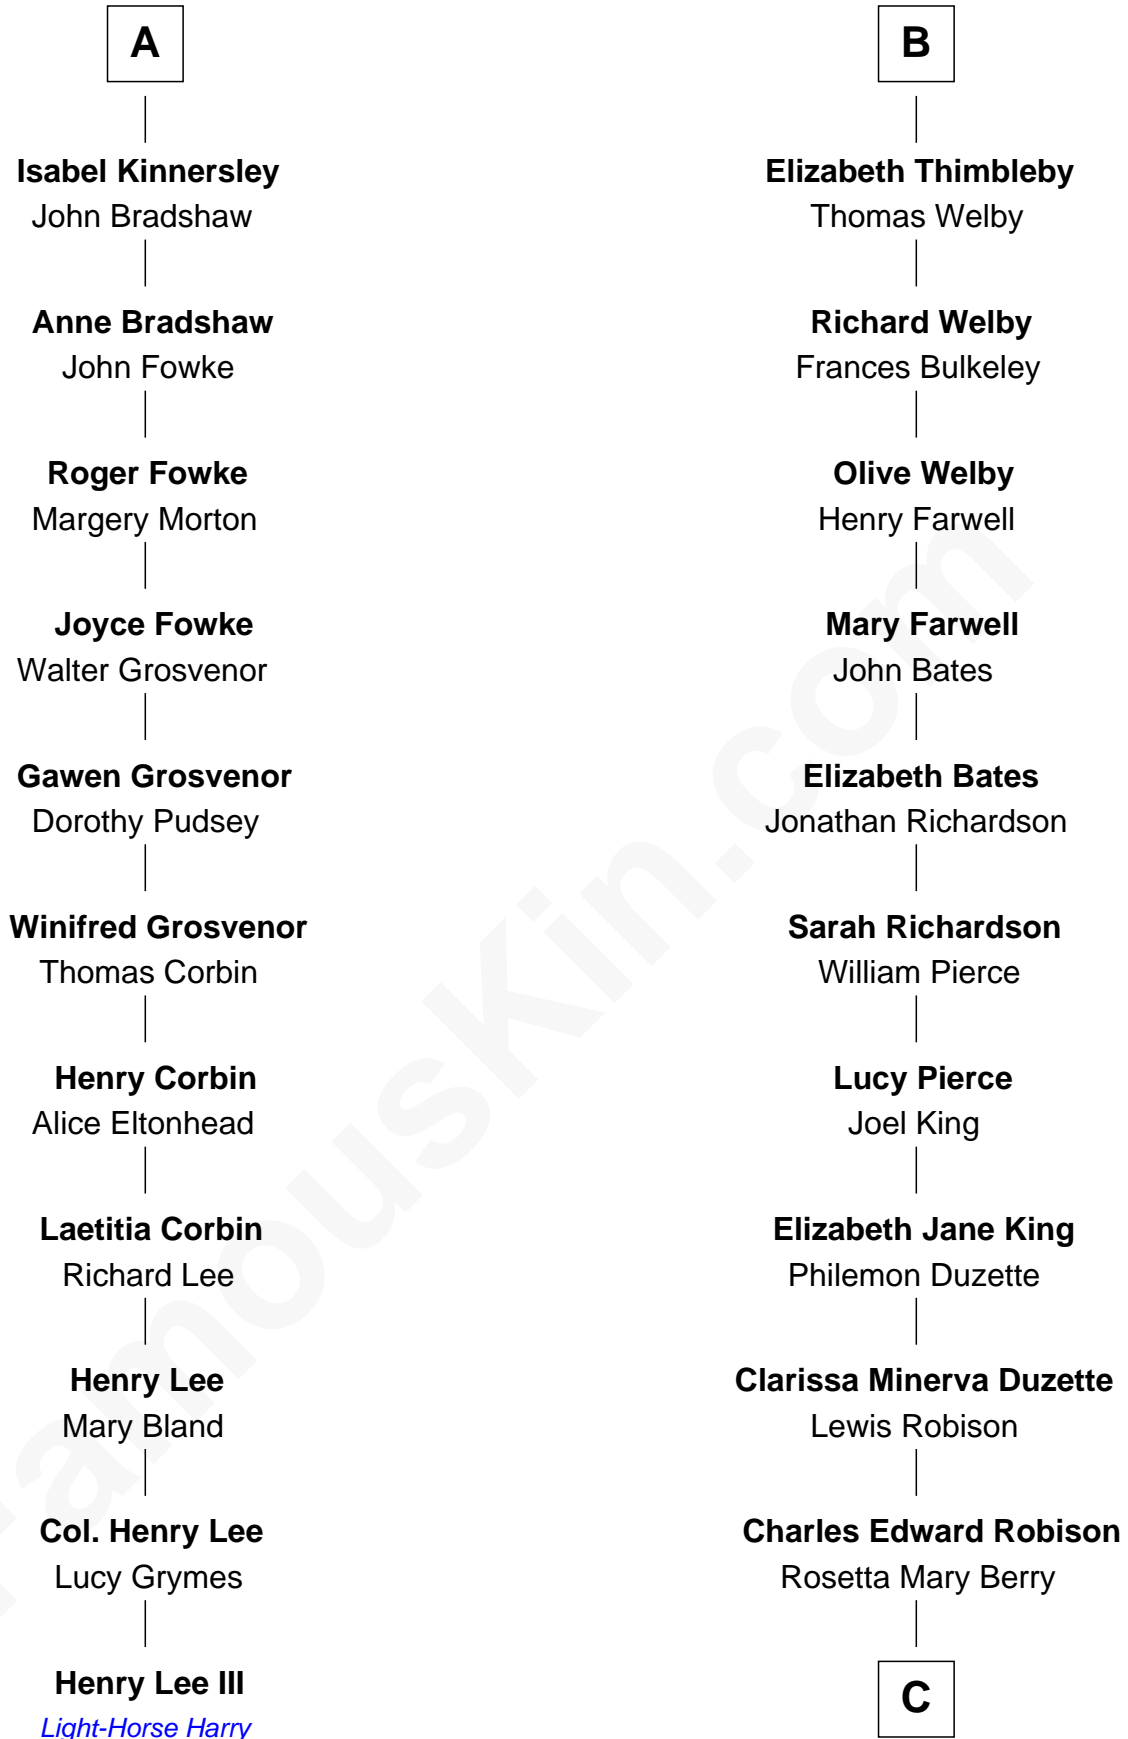 A
Isabel Kinnersley
John Bradshaw
Anne Bradshaw
John Fowke
Roger Fowke
Margery Morton
Joyce Fowke
Walter Grosvenor
Gawen Grosvenor
Dorothy Pudsey
Winifred Grosvenor
Thomas Corbin
Henry Corbin
Alice Eltonhead
Laetitia Corbin
Richard Lee
Henry Lee
Mary Bland
Col. Henry Lee
Lucy Grymes
Henry Lee III
Light-Horse Harry
B
Elizabeth Thimbleby
Thomas Welby
Richard Welby
Frances Bulkeley
Olive Welby
Henry Farwell
Mary Farwell
John Bates
Elizabeth Bates
Jonathan Richardson
Sarah Richardson
William Pierce
Lucy Pierce
Joel King
Elizabeth Jane King
Philemon Duzette
Clarissa Minerva Duzette
Lewis Robison
Charles Edward Robison
Rosetta Mary Berry
C
FamousKin.com